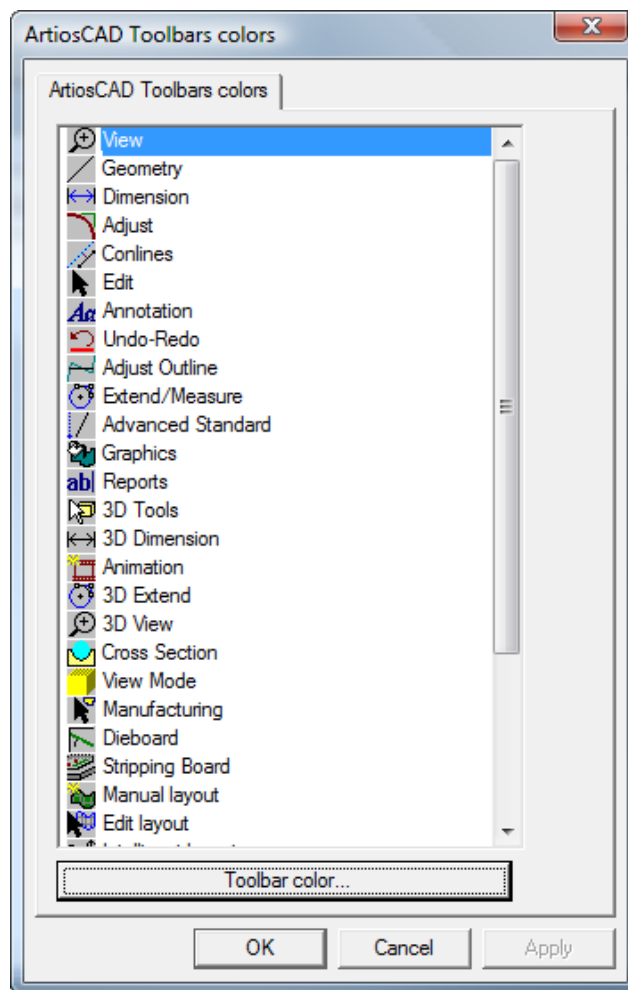 ArtiosCAD Toolbars colors
ArtiosCAD Toolbars colors
View
Geometry
Dimension
Adjust
Conlines
Edit
Aa Annotation
Undo-Redo
Adjust Outline
Extend/Measure
Advanced Standard
Graphics
ab Reports
3D Tools
3D Dimension
Animation
3D Extend
3D View
Cross Section
View Mode
Manufacturing
Dieboard
Stripping Board
Manual layout
Edit layout
Toolbar color...
OK
Cancel
Apply